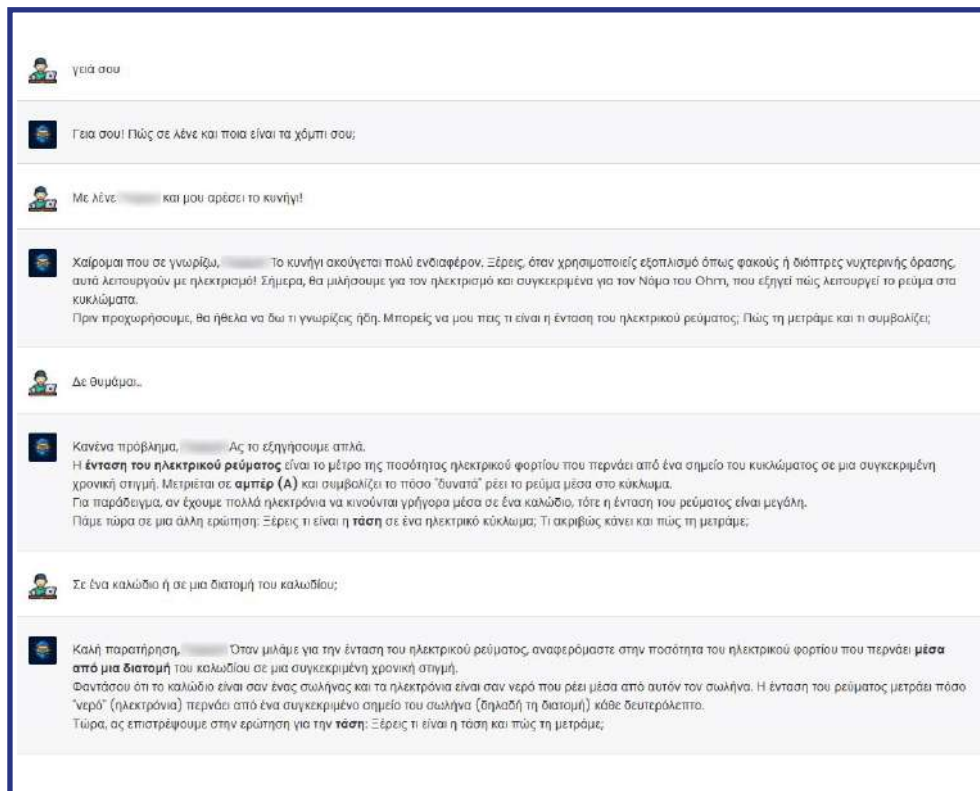 γειά σου
Γεια σου! Πώς σε λένε και ποια είναι τα χόμπι σου;
Με λένε και μου αρέσει το κυνήγι!
Χαίρομαι που σε γνωρίζω, Το κυνήγι ακούγεται πολύ ενδιαφέρον. Ξέρεις, όταν χρησιμοποιείς εξοπλισμό όπως φακούς ή διόπτρες νυχτερινής όρασης,
αυτά λειτουργούν με ηλεκτρισμό! Σήμερα, θα μιλήσουμε για τον ηλεκτρισμό και συγκεκριμένα για τον Νόμο του Ohm, που εξηγεί πώς λειτουργεί το ρεύμα στα
κυκλώματα.
Πριν προχωρήσουμε, θα ήθελα να δω τι γνωρίζεις ήδη. Μπορείς να μου πεις τι είναι η ένταση του ηλεκτρικού ρεύματος; Πώς τη μετράμε και τι συμβολίζει;
Δε θυμάμαι..
Κανένα πρόβλημα, Ας το εξηγήσουμε απλά.
Η ένταση του ηλεκτρικού ρεύματος είναι το μέτρο της ποσότητας ηλεκτρικού φορτίου που περνάει από ένα σημείο του κυκλώματος σε μια συγκεκριμένη
χρονική στιγμή. Μετριέται σε αμπέρ (Α) και συμβολίζει το πόσο "δυνατά" ρέει το ρεύμα μέσα στο κύκλωμα.
Για παράδειγμα, αν έχουμε πολλά ηλεκτρόνια να κινούνται γρήγορα μέσα σε ένα καλώδιο, τότε η ένταση του ρεύματος είναι μεγάλη.
Πάμε τώρα σε μια άλλη ερώτηση: Ξέρεις τι είναι η τάση σε ένα ηλεκτρικό κύκλωμα; Τι ακριβώς κάνει και πώς τη μετράμε;
Σε ένα καλώδιο ή σε μια διατομή του καλωδίου;
Καλή παρατήρηση, Όταν μιλάμε για την ένταση του ηλεκτρικού ρεύματος, αναφερόμαστε στην ποσότητα του ηλεκτρικού φορτίου που περνάει μέσα
από μια διατομή του καλωδίου σε μια συγκεκριμένη χρονική στιγμή.
Φαντάσου ότι το καλώδιο είναι σαν ένας σωλήνας και τα ηλεκτρόνια είναι σαν νερό που ρέει μέσα από αυτόν τον σωλήνα. Η ένταση του ρεύματος μετράει πόσο
"νερό" (ηλεκτρόνια) περνάει από ένα συγκεκριμένο σημείο του σωλήνα (δηλαδή τη διατομή) κάθε δευτερόλεπτο.
Τώρα, ας επιστρέψουμε στην ερώτηση για την τάση: Ξέρεις τι είναι η τάση και πώς τη μετράμε;